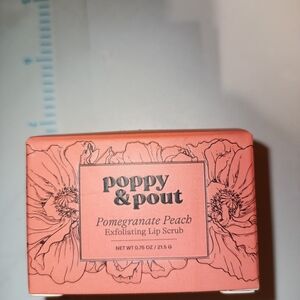 poppy
& pout
Pomegranate Peach
Exfoliating Lip Scrub
NET WT 0.75 OZ / 21.5 G